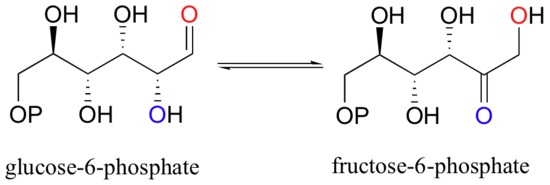 OH OH O
OP OH OH
glucose-6-phosphate
OH OH OH
OP OH O
fructose-6-phosphate